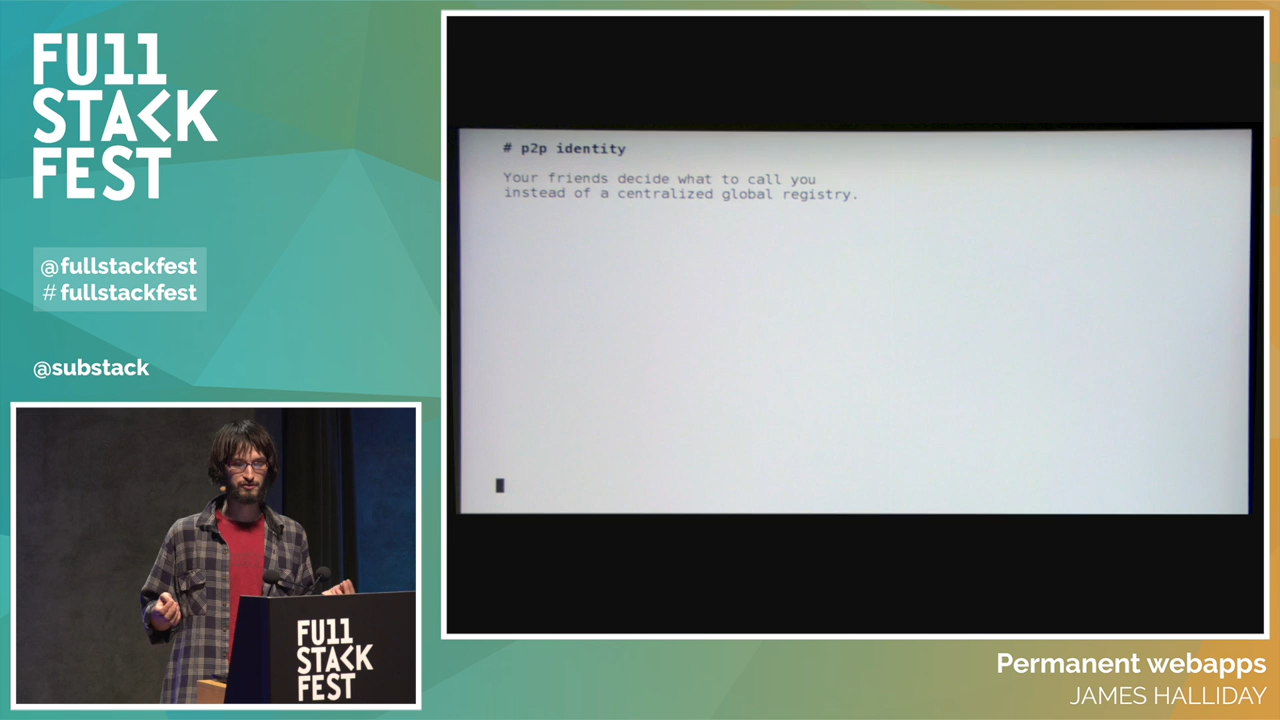 FU11
STACK
FEST
@fullstackfest
# fullstackfest
@substack
# p2p identity
Your friends decide what to call you
instead of a centralized global registry.
FU11
STACK
FEST
Permanent webapps
JAMES HALLIDAY